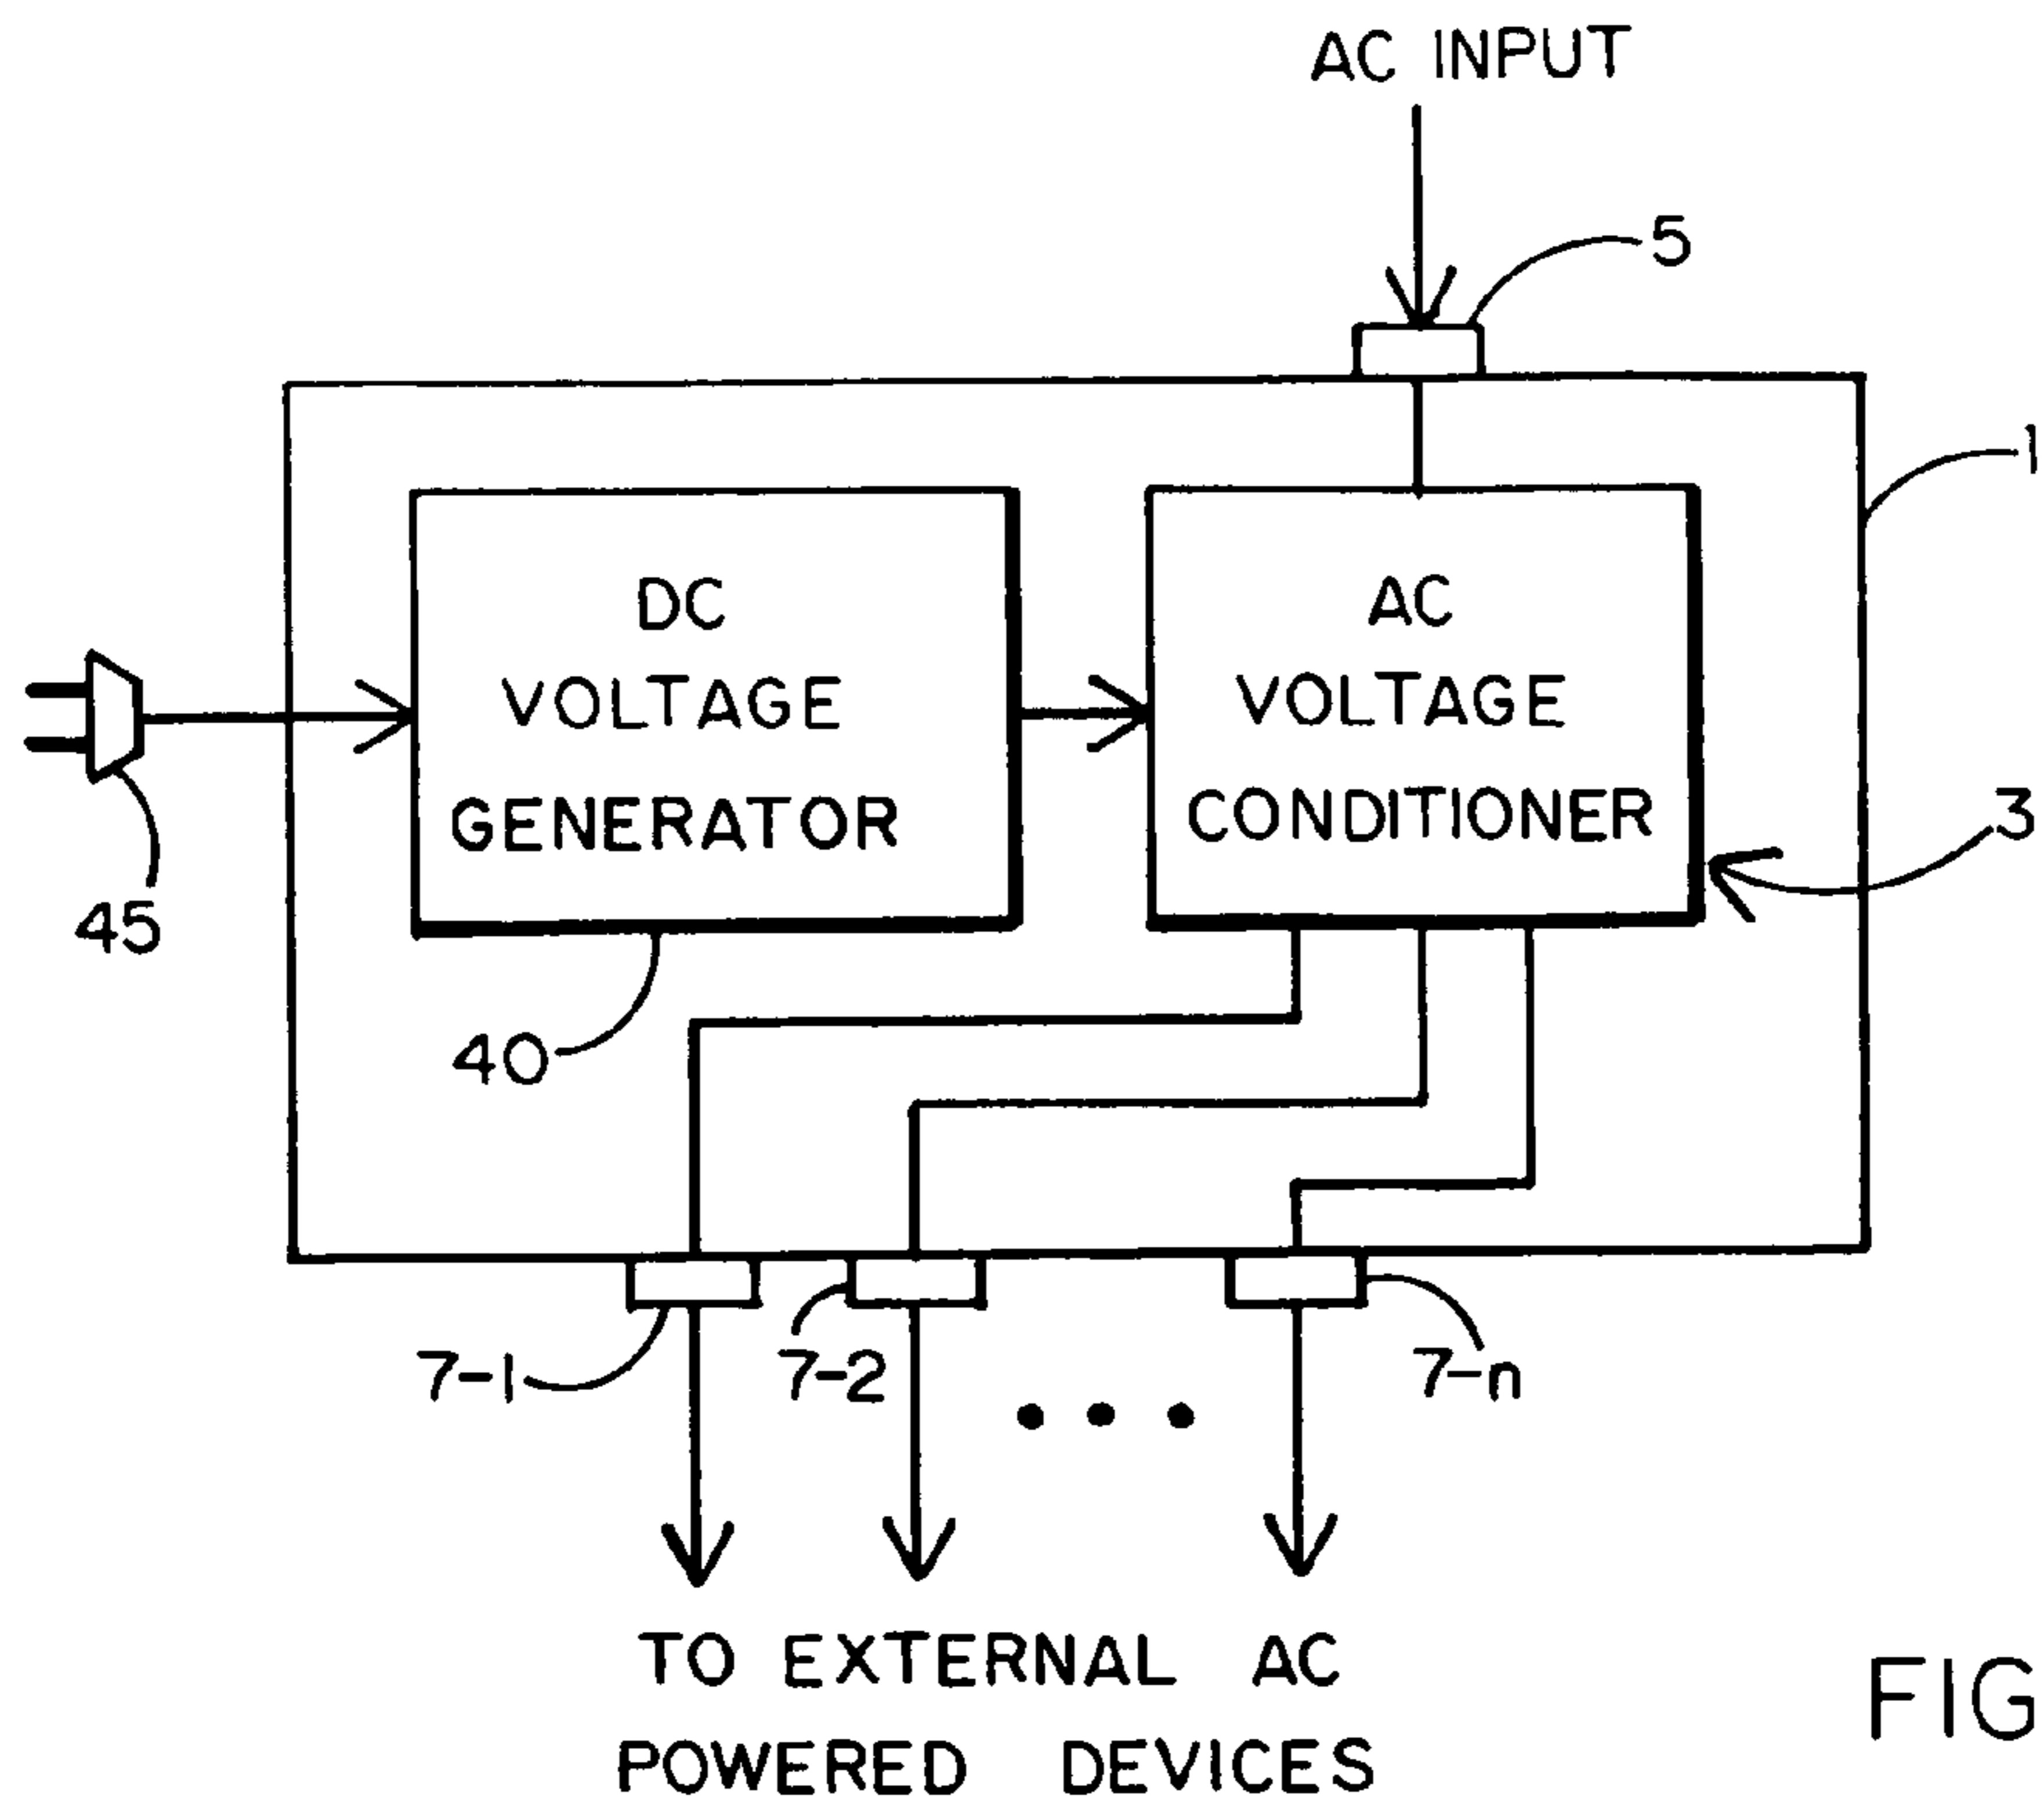 AC INPUT
5
1
DC
VOLTAGE
GENERATOR
AC
VOLTAGE
CONDITIONER
3
45
40
7-1
7-2
7-n
TO EXTERNAL AC
POWERED DEVICES
FIG